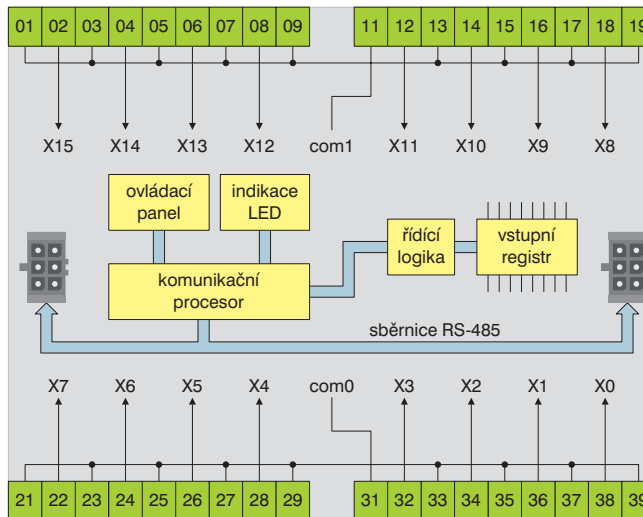 01 02 03 04 05 06 07 08 09 11 12 13 14 15 16 17 18 19
X15 X14 X13 X12 com1 X11 X10 X9 X8
ovládací
panel
indikace
LED
řídící
logika
vstupní
registr
komunikační
procesor
sběrnice RS-485
X7 X6 X5 X4 com0 X3 X2 X1 X0
21 22 23 24 25 26 27 28 29 31 32 33 34 35 36 37 38 39